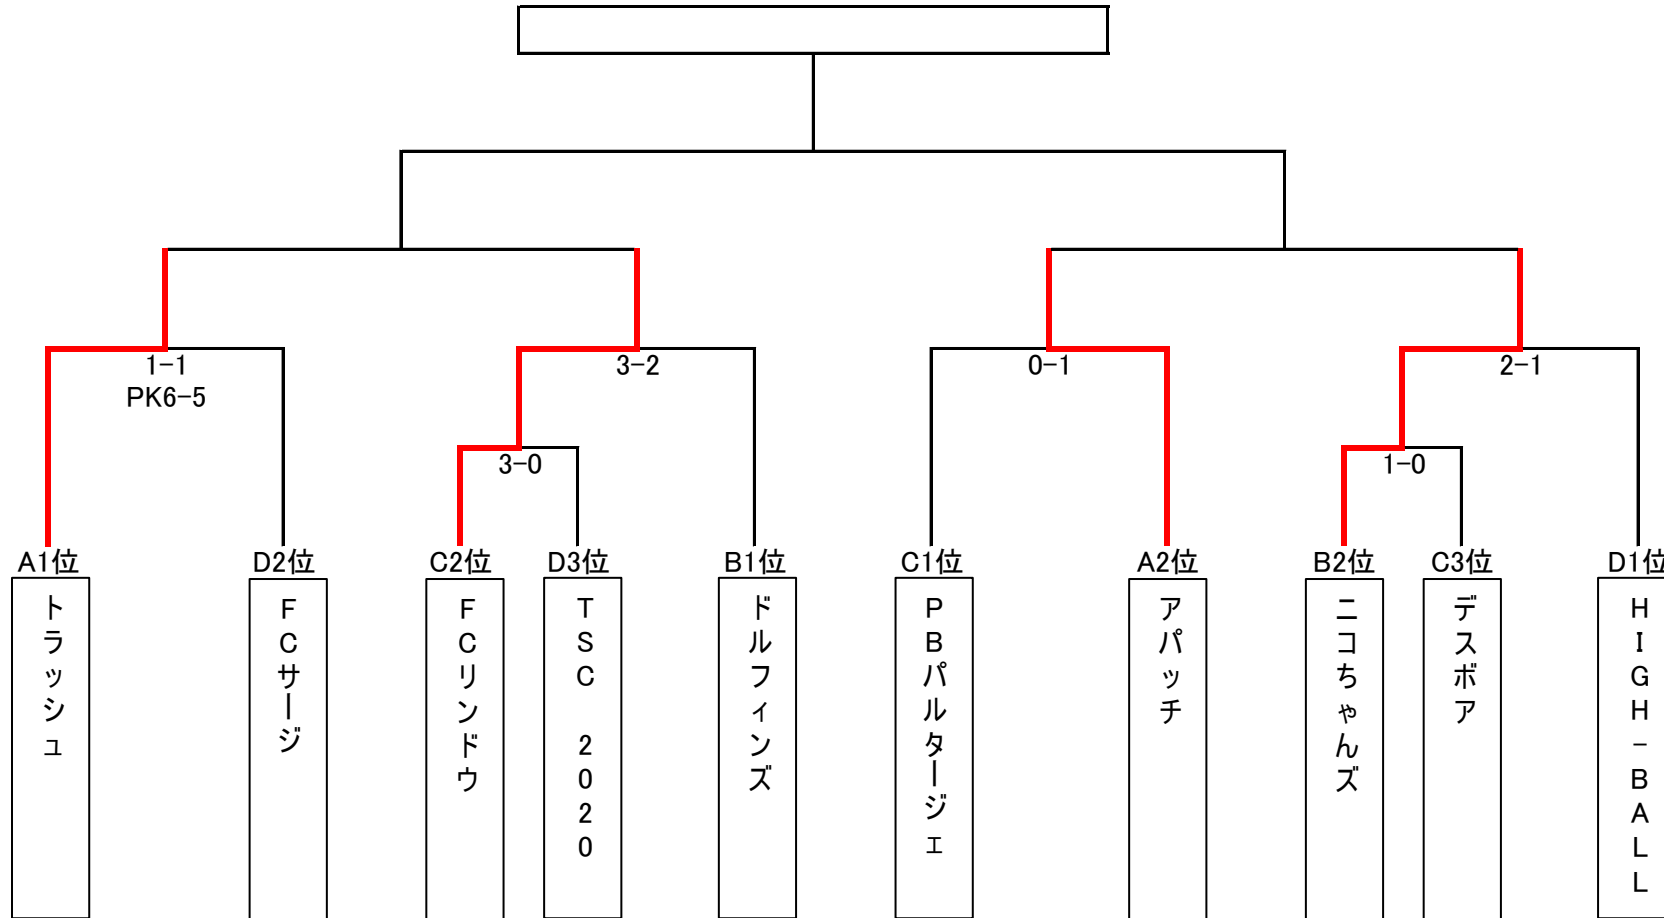 1-1
3-2
0-1
2-1
PK6-5
3-0
1-0
A1位
D2位
C2位
D3位
B1位
C1位
A2位
B2位
C3位
D1位
トラッシュ
FCサージ
FCリンドウ
TSC 2020
ドルフィンズ
PBパルタージェ
アパッチ
ニコちゃんズ
デスボア
HIGH-BALL